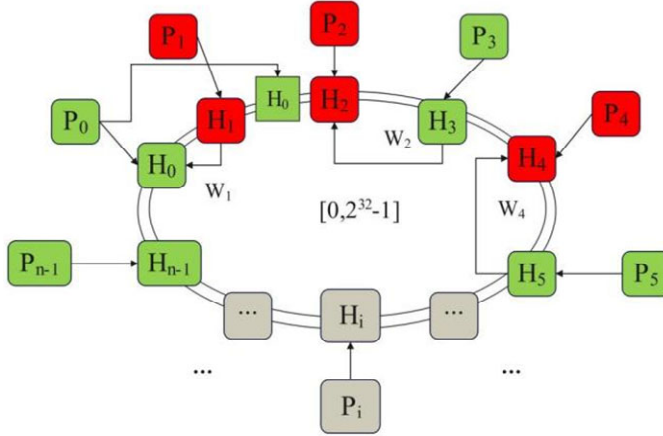 P1
P2
P3
P0
H1
H0
H2
H3
P4
H0
W1
W2
H4
[0,2^32-1]
W4
Pn-1
Hn-1
H5
P5
...
Hi
...
...
...
Pi